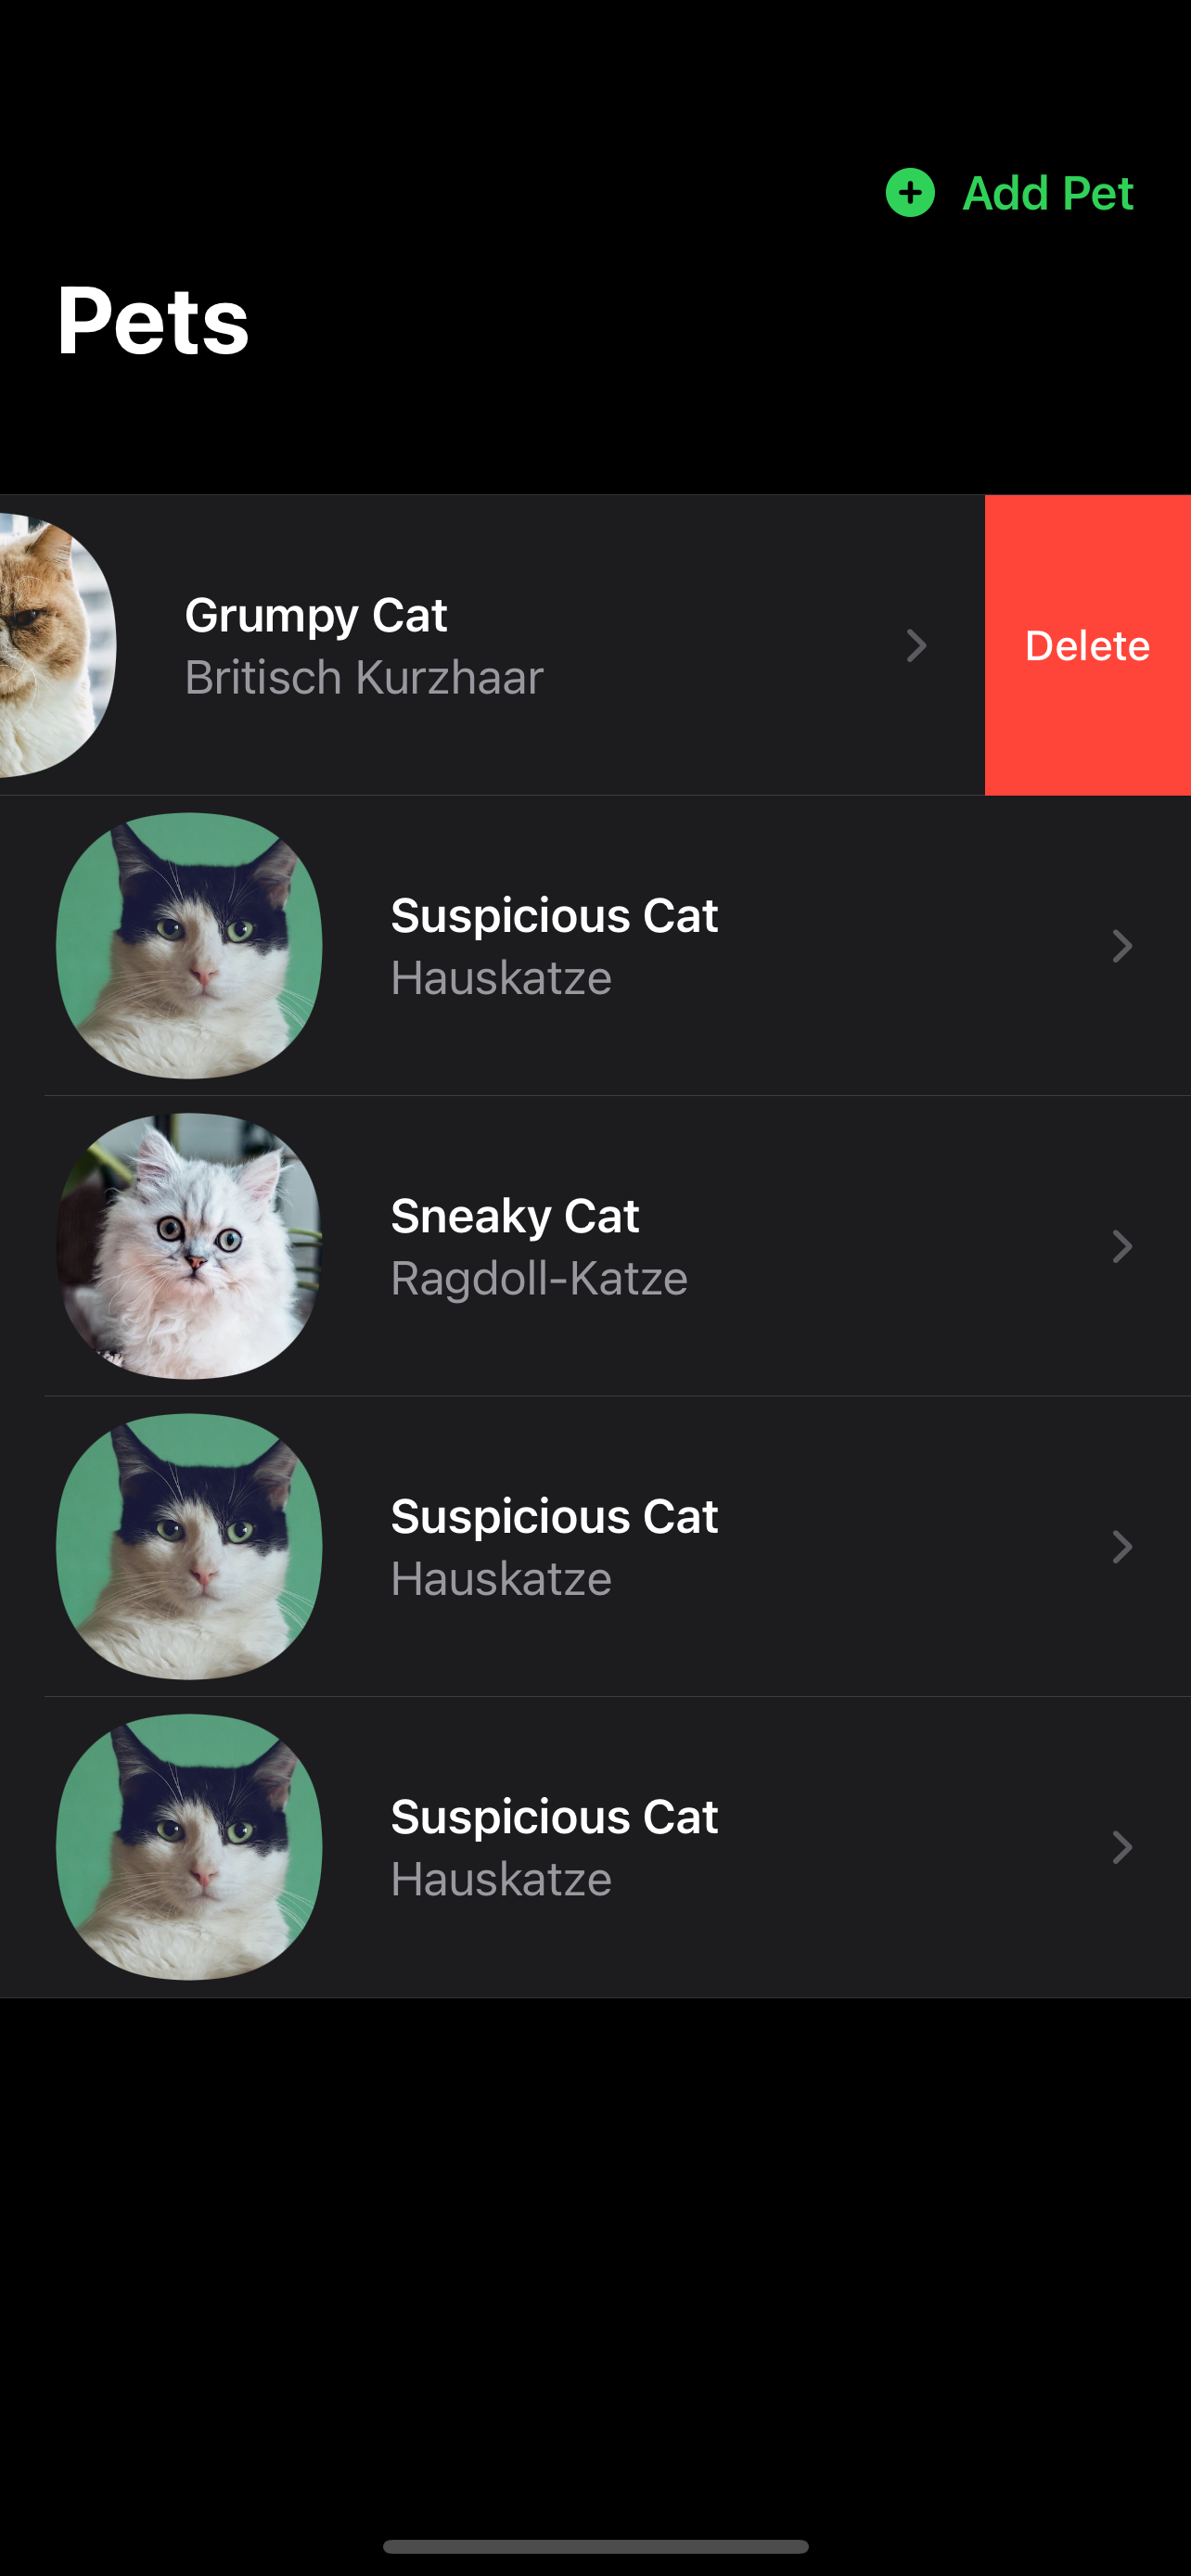 Add Pet
Pets
Grumpy Cat
Britisch Kurzhaar
Delete
Suspicious Cat
Hauskatze
Sneaky Cat
Ragdoll-Katze
Suspicious Cat
Hauskatze
Suspicious Cat
Hauskatze